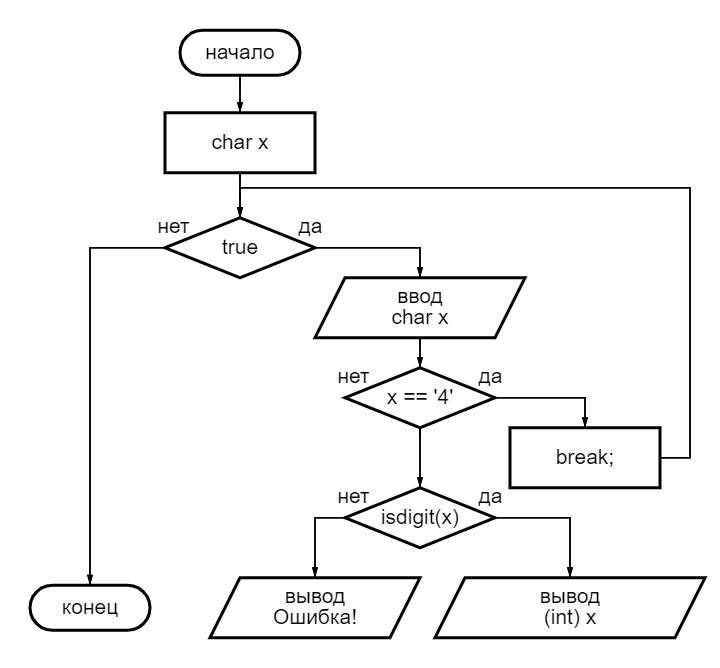 начало
char x
нет
да
true
ввод
char x
нет
да
x == '4'
break;
нет
да
isdigit(x)
конец
вывод
Ошибка!
вывод
(int) x